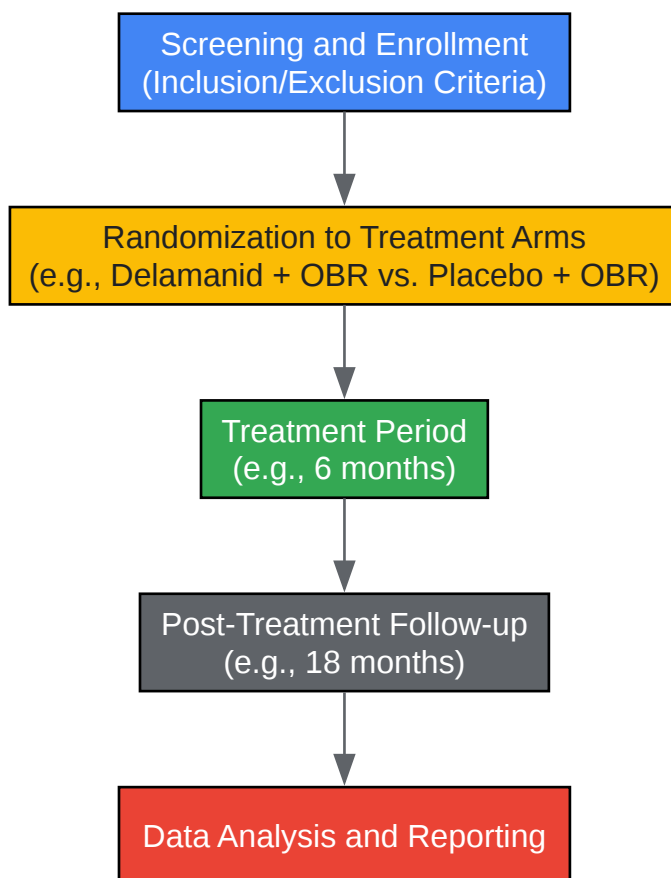 Screening and Enrollment
(Inclusion/Exclusion Criteria)
Randomization to Treatment Arms
(e.g., Delamanid + OBR vs. Placebo + OBR)
Treatment Period
(e.g., 6 months)
Post-Treatment Follow-up
(e.g., 18 months)
Data Analysis and Reporting